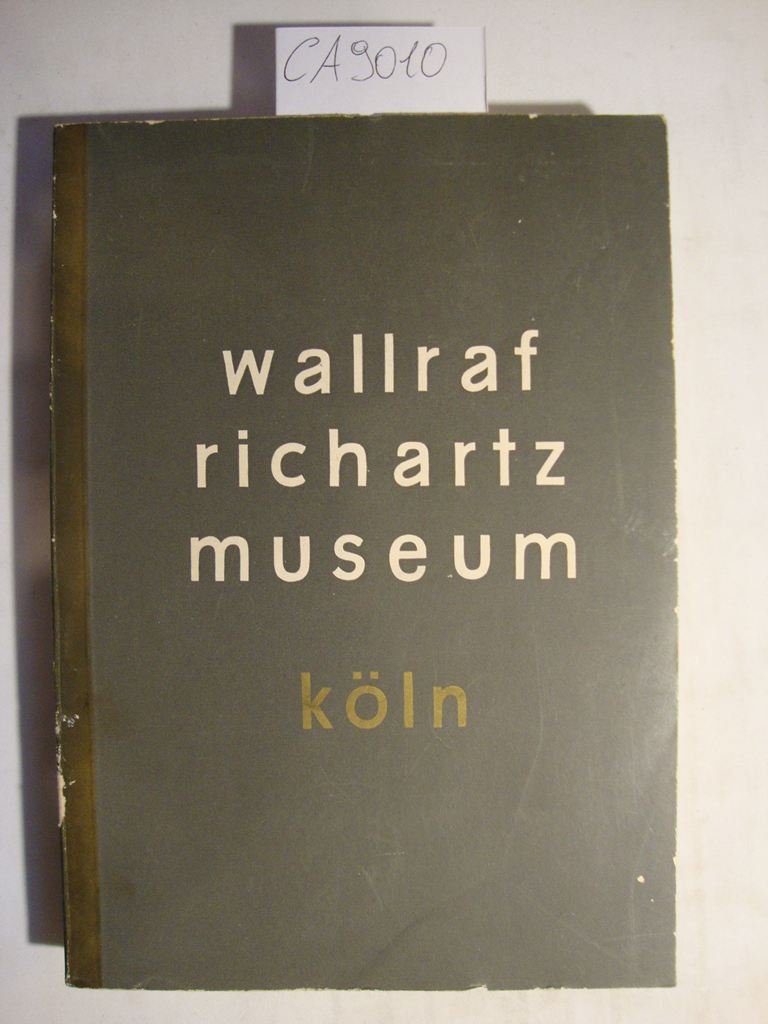 CA9010
wallraf
richartz
museum
köln